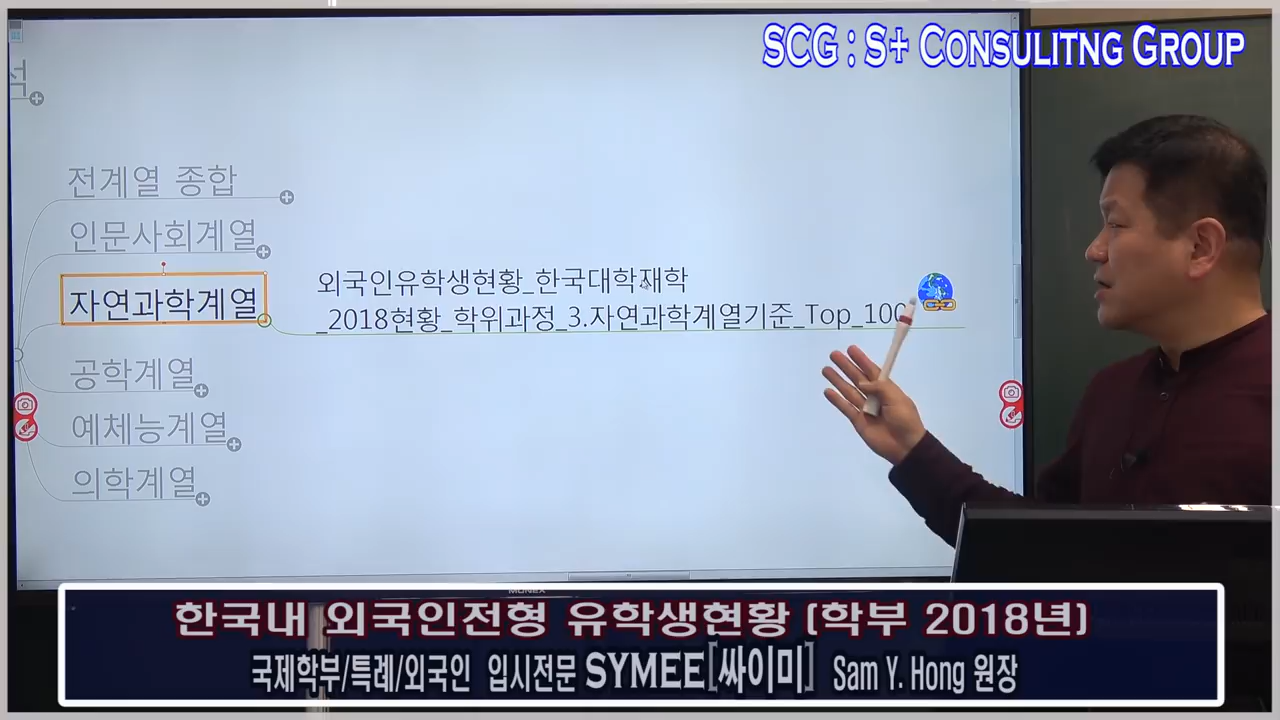 SCG : S+ CONSULITNG GROUP
석
전계열 종합
인문사회계열
자연과학계열
외국인유학생현황_한국대학재학
_2018현황_학위과정_3.자연과학계열기준_Top_100
공학계열
예체능계열
의학계열
한국내 외국인전형 유학생현황 (학부 2018년)
국제학부/특례/외국인 입시전문 SYMEE[싸이미] Sam Y. Hong 원장